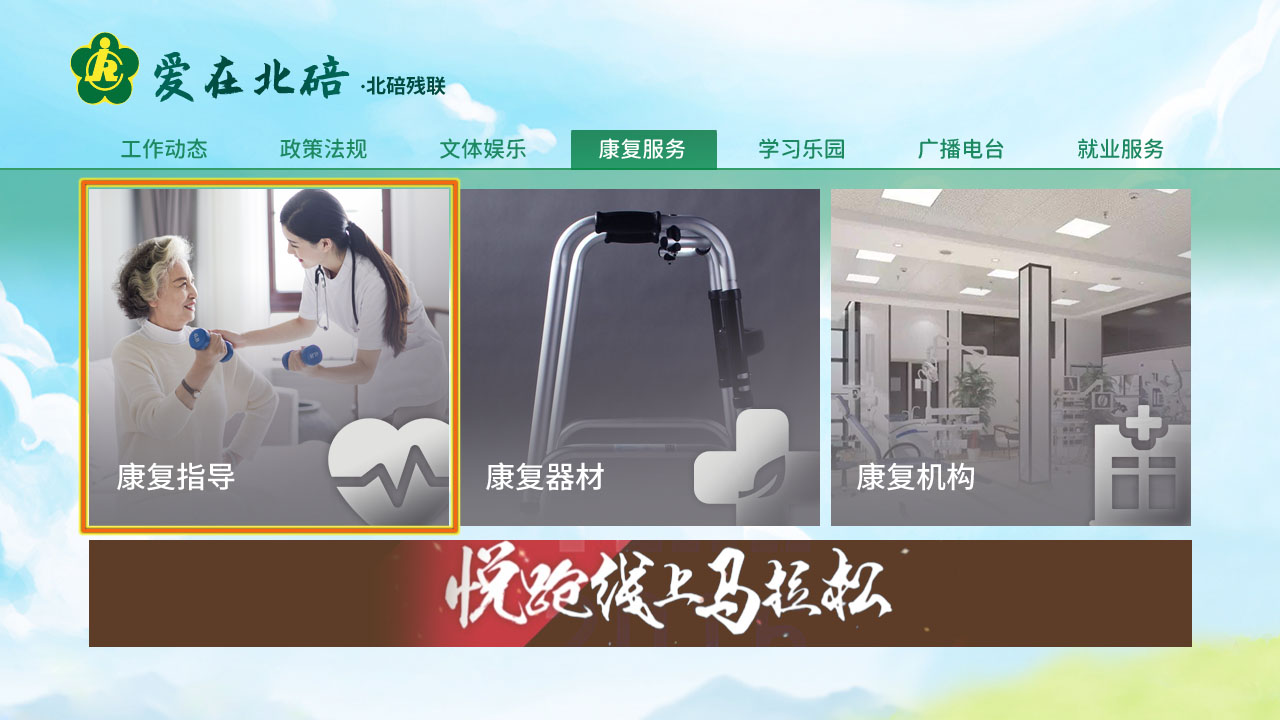 爱在北碚 ·北碚残联
工作动态 政策法规 文体娱乐 康复服务 学习乐园 广播电台 就业服务
康复指导 康复器材 康复机构
悦跑线上马拉松